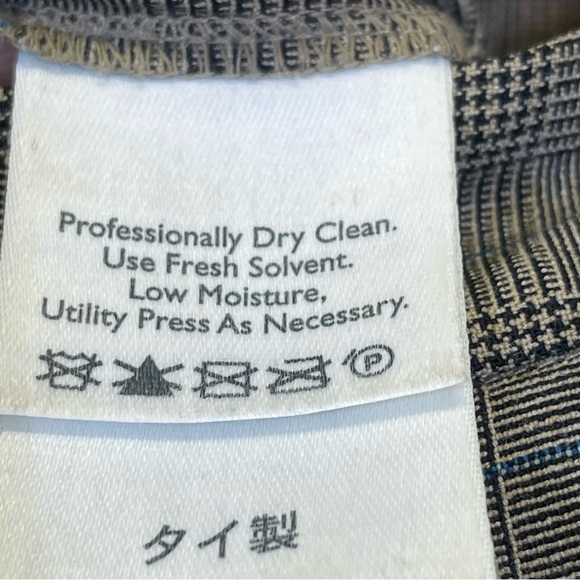 Professionally Dry Clean.
Use Fresh Solvent.
Low Moisture,
Utility Press As Necessary.
P
タイ製